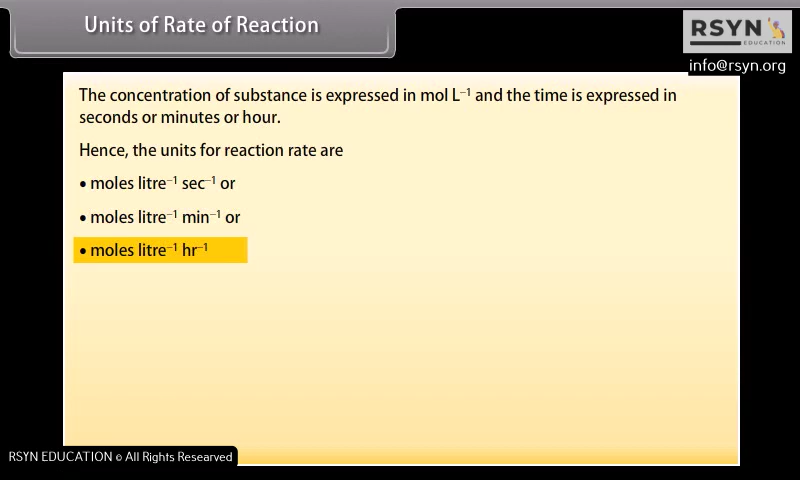 Units of Rate of Reaction
RSYN
EDUCATION
info@rsyn.org
The concentration of substance is expressed in mol L⁻¹ and the time is expressed in
seconds or minutes or hour.
Hence, the units for reaction rate are
• moles litre⁻¹ sec⁻¹ or
• moles litre⁻¹ min⁻¹ or
• moles litre⁻¹ hr⁻¹
RSYN EDUCATION © All Rights Researved